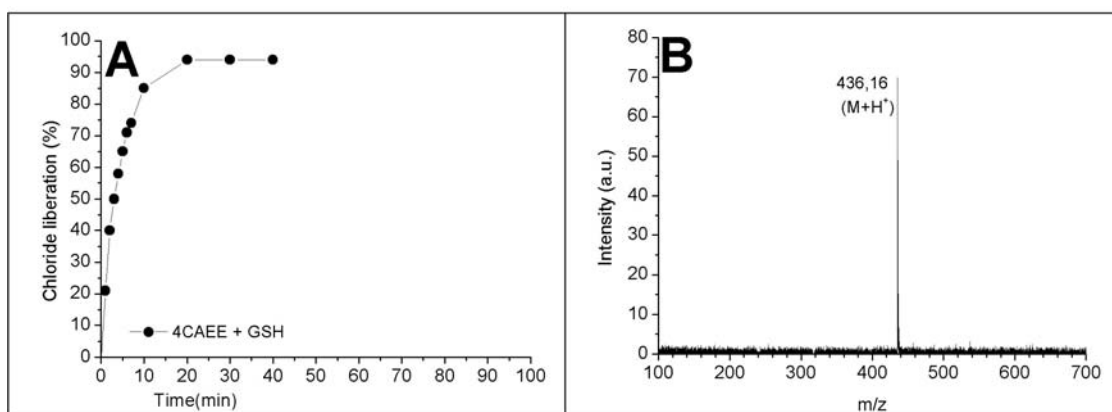 A
Chloride liberation (%)
100
90
80
70
60
50
40
30
20
10
0
4CAEE + GSH
0 10 20 30 40 50 60 70 80 90 100
Time(min)
B
Intensity (a.u.)
80
70
60
50
40
30
20
10
0
436,16
(M+H⁺)
100 200 300 400 500 600 700
m/z